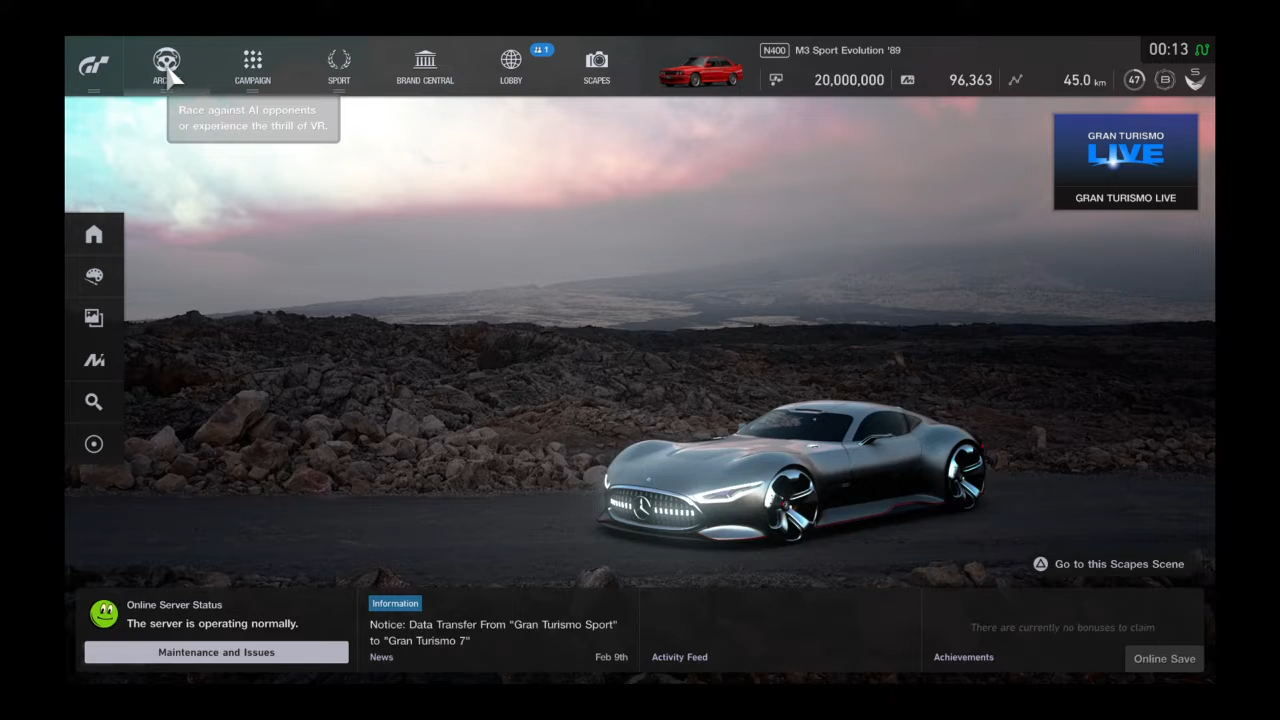 GT
CAMPAIGN
SPORT
BRAND CENTRAL
LOBBY
1
SCAPES
N400 M3 Sport Evolution '89
20,000,000
96,363
45.0 km
47
B
S
00:13
Race against AI opponents
or experience the thrill of VR.
GRAN TURISMO
LIVE
GRAN TURISMO LIVE
Go to this Scapes Scene
Online Server Status
The server is operating normally.
Maintenance and Issues
Information
Notice: Data Transfer From "Gran Turismo Sport"
to "Gran Turismo 7"
News
Feb 9th
Activity Feed
There are currently no bonuses to claim
Achievements
Online Save